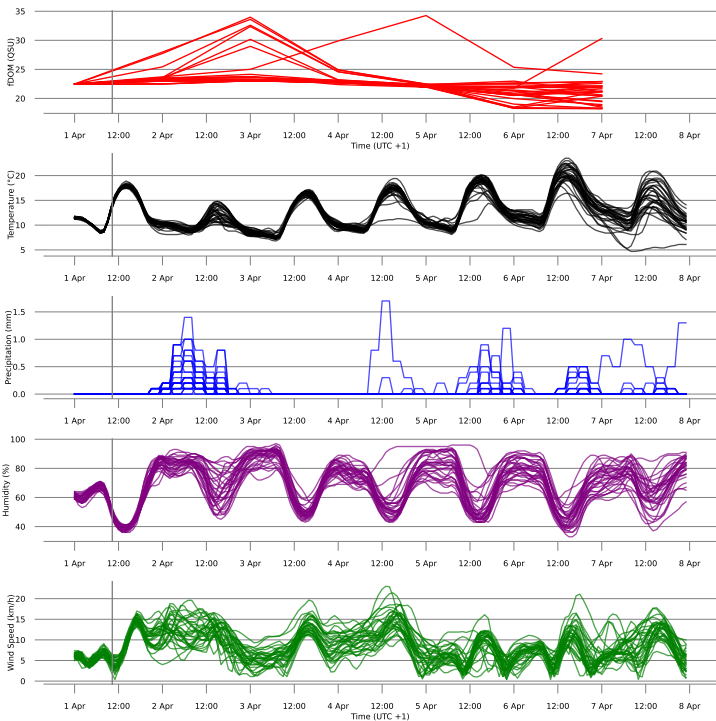 fDOM (QSU)
35
30
25
20
1 Apr 12:00 2 Apr 12:00 3 Apr 12:00 4 Apr 12:00 5 Apr 12:00 6 Apr 12:00 7 Apr 12:00 8 Apr
Time (UTC +1)
Temperature (°C)
20
15
10
5
1 Apr 12:00 2 Apr 12:00 3 Apr 12:00 4 Apr 12:00 5 Apr 12:00 6 Apr 12:00 7 Apr 12:00 8 Apr
Precipitation (mm)
1.5
1.0
0.5
0.0
1 Apr 12:00 2 Apr 12:00 3 Apr 12:00 4 Apr 12:00 5 Apr 12:00 6 Apr 12:00 7 Apr 12:00 8 Apr
Humidity (%)
100
80
60
40
1 Apr 12:00 2 Apr 12:00 3 Apr 12:00 4 Apr 12:00 5 Apr 12:00 6 Apr 12:00 7 Apr 12:00 8 Apr
Wind Speed (km/h)
20
15
10
5
0
1 Apr 12:00 2 Apr 12:00 3 Apr 12:00 4 Apr 12:00 5 Apr 12:00 6 Apr 12:00 7 Apr 12:00 8 Apr
Time (UTC +1)